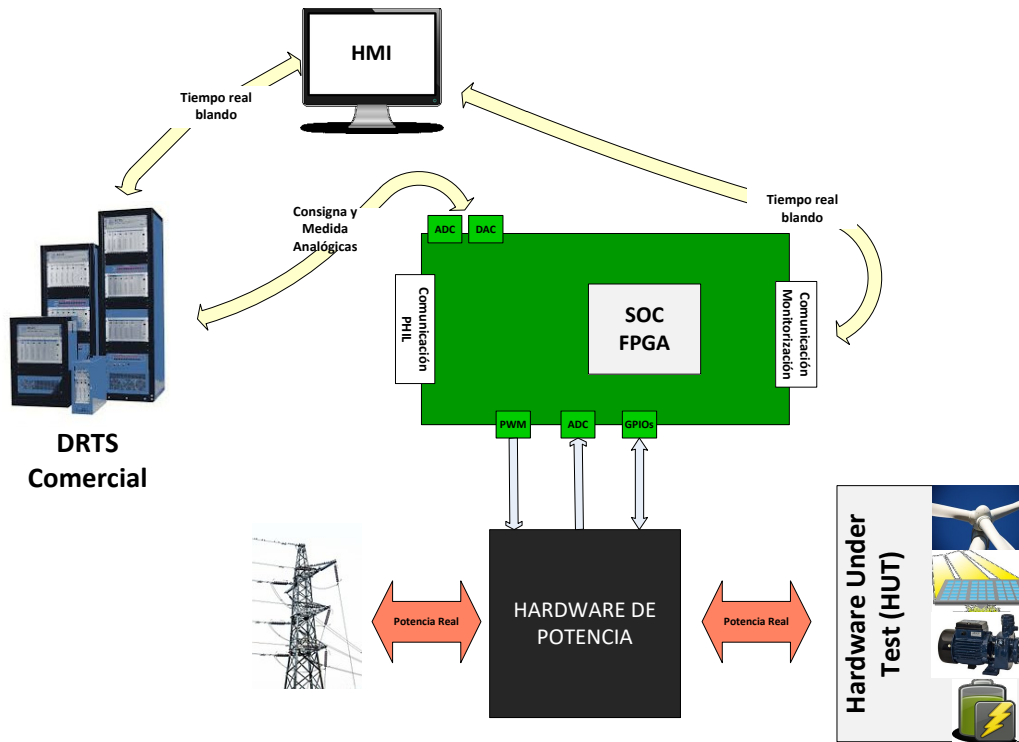 HMI
Tiempo real
blando
Consigna y
Medida
Analógicas
Tiempo real
blando
ADC
DAC
Comunicación
PHIL
SOC
FPGA
Comunicación
Monitorización
PWM
ADC
GPIOs
DRTS
Comercial
HARDWARE DE
POTENCIA
Potencia Real
Potencia Real
Hardware Under
Test (HUT)